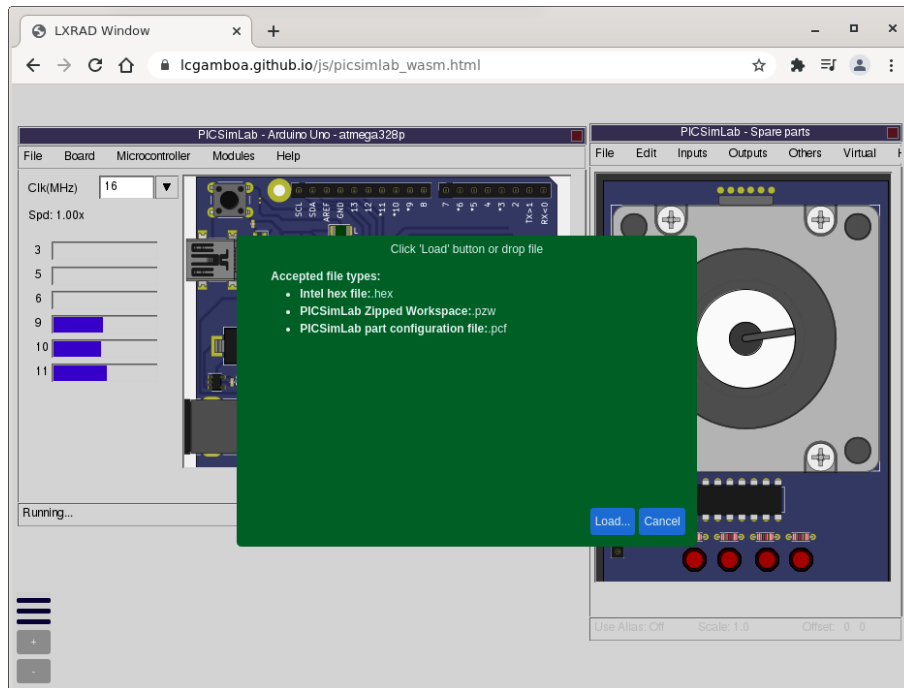 LXRAD Window
lcgamboa.github.io/js/picsimlab_wasm.html
PICSimLab - Arduino Uno - atmega328p
File Board Microcontroller Modules Help
Clk(MHz) 16
Spd: 1.00x
3
5
6
9
10
11
SCL SDA AREF GND 13 12 *11 *10 *9 8 7 *6 *5 4 *3 2 TX>1 RX<0
Click 'Load' button or drop file
Accepted file types:
• Intel hex file:.hex
• PICSimLab Zipped Workspace:.pzw
• PICSimLab part configuration file:.pcf
Load... Cancel
Running...
PICSimLab - Spare parts
File Edit Inputs Outputs Others Virtual
Use Alias: Off Scale: 1.0 Offset: 0 0
+
-